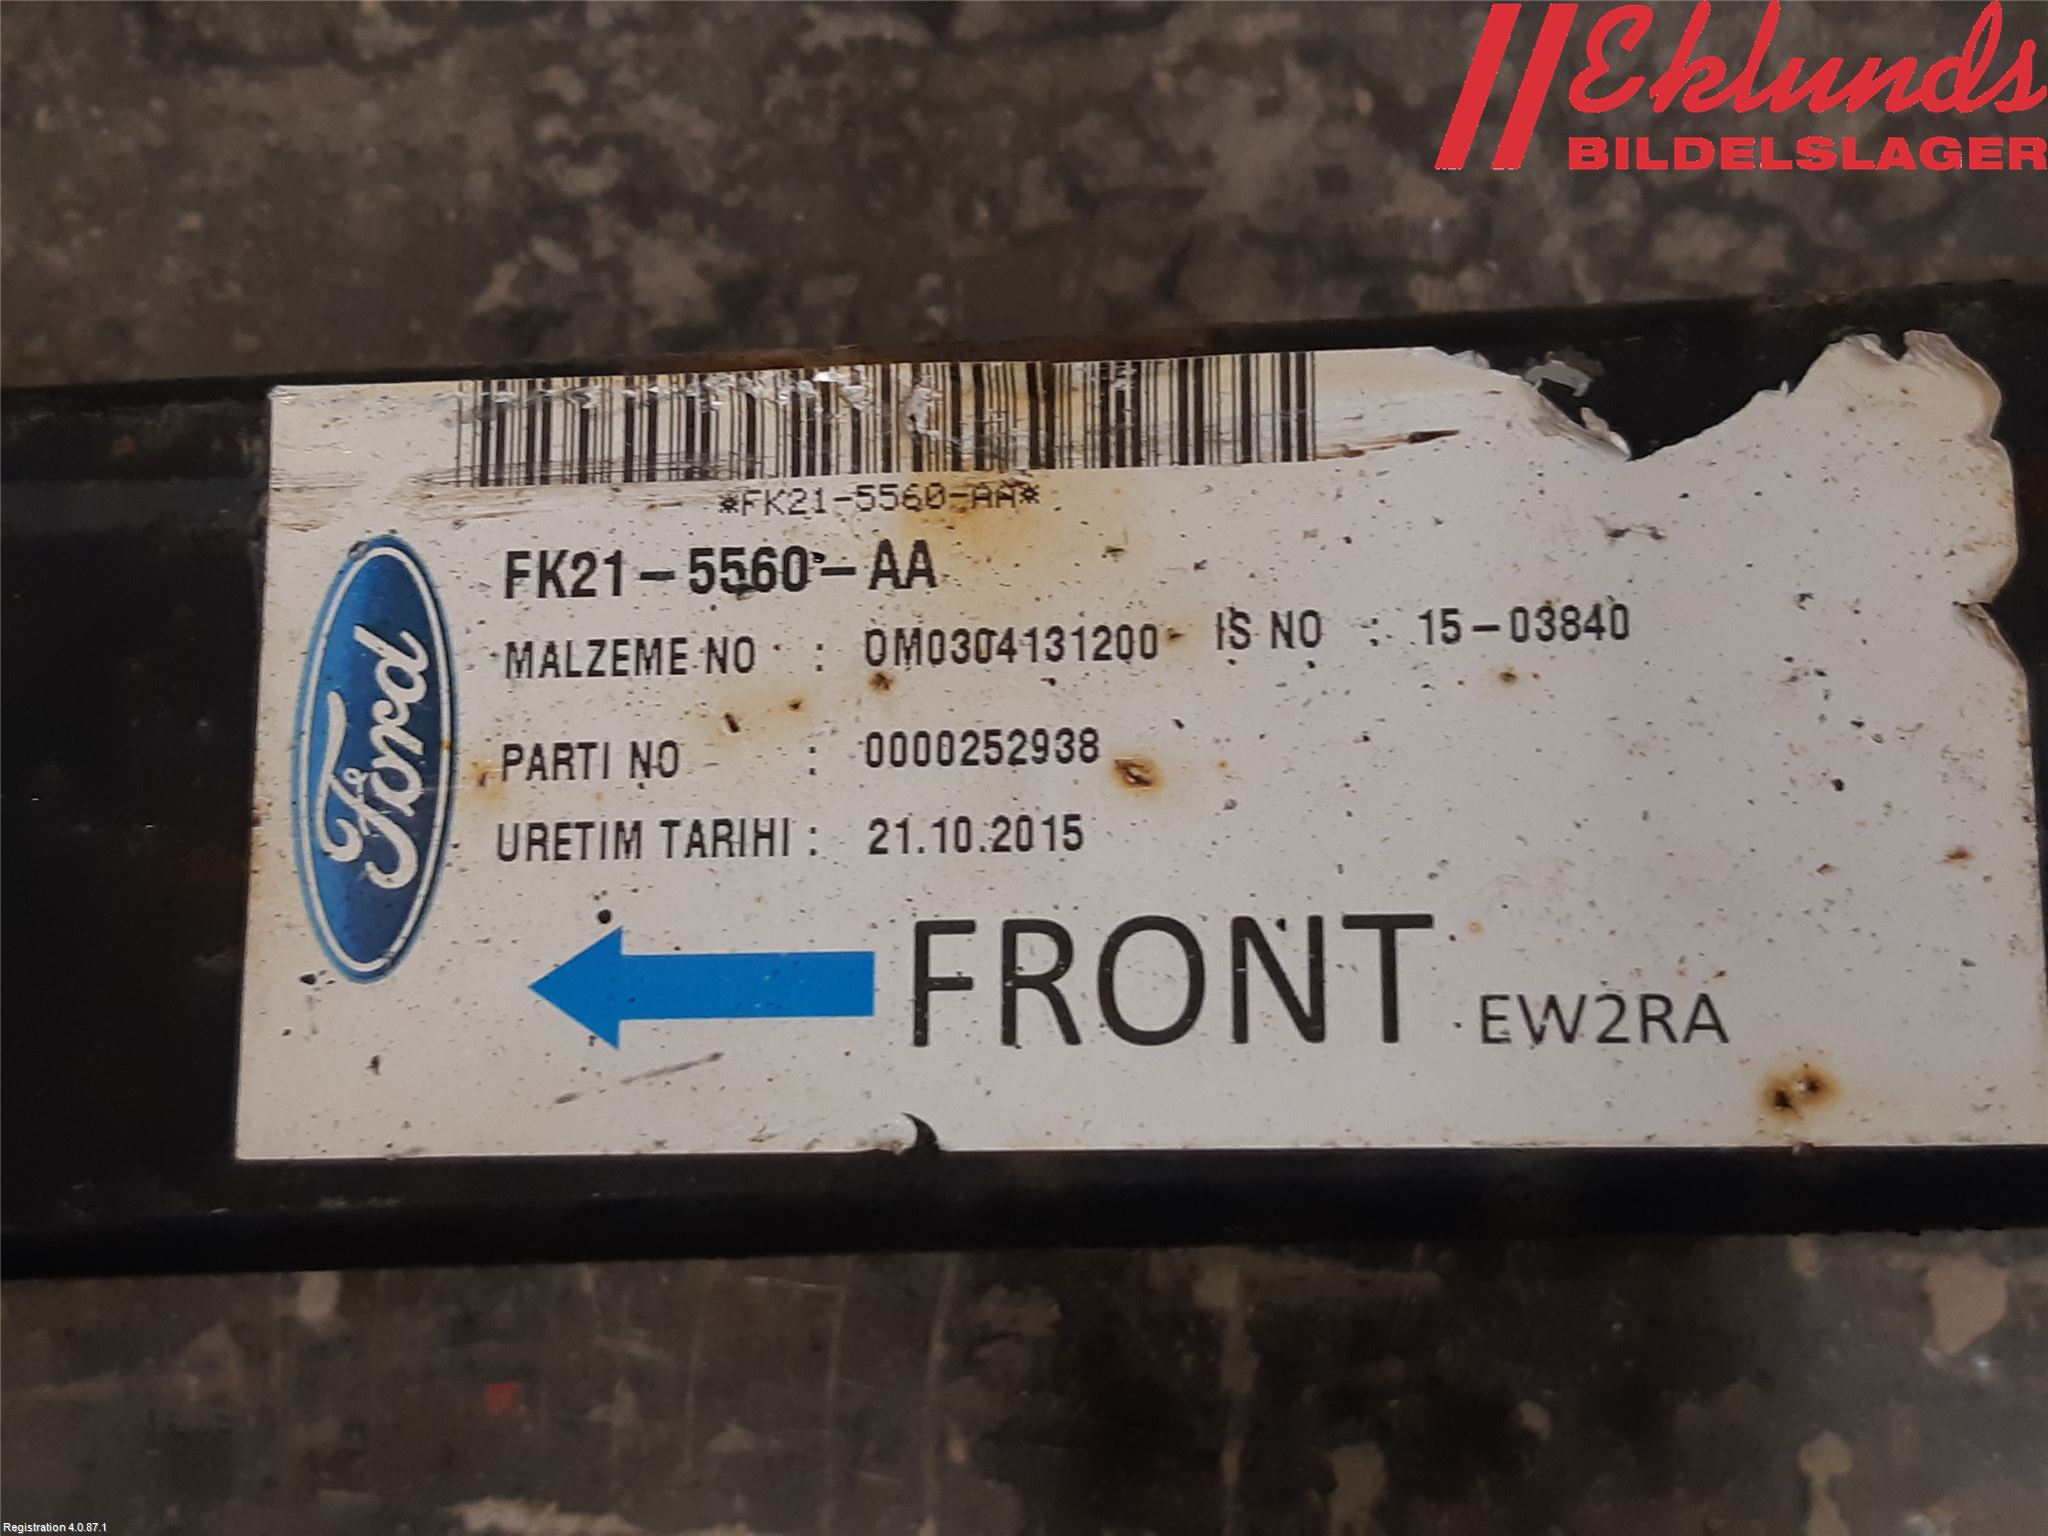 Eklunds
BILDELSLAGER
*FK21-5560-AA*
FK21-5560-AA
MALZEME NO : OM0304131200 IS NO : 15-03840
PARTI NO : 0000252938
URETIM TARIHI : 21.10.2015
Ford
FRONT EW2RA
Registration 4.0.87.1